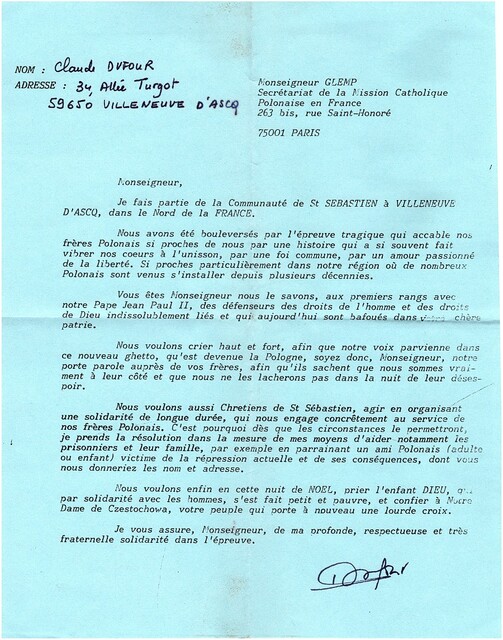 NOM : Claude DUFOUR
ADRESSE : 34, Allée Turgot
59650 VILLENEUVE D'ASCQ
Monseigneur GLEMP
Secrétariat de la Mission Catholique
Polonaise en France
263 bis, rue Saint-Honoré
75001 PARIS
Monseigneur,
Je fais partie de la Communauté de St SEBASTIEN à VILLENEUVE
D'ASCQ, dans le Nord de la FRANCE.
Nous avons été bouleversés par l'épreuve tragique qui accable nos
frères Polonais si proches de nous par une histoire qui a si souvent fait
vibrer nos coeurs à l'unisson, par une foi commune, par un amour passionné
de la liberté. Si proches particulièrement dans notre région où de nombreux
Polonais sont venus s'installer depuis plusieurs décennies.
Vous êtes Monseigneur nous le savons, aux premiers rangs avec
notre Pape Jean Paul II, des défenseurs des droits de l'homme et des droits
de Dieu indissolublement liés et qui aujourd'hui sont bafoués dans votre chère
patrie.
Nous voulons crier haut et fort, afin que notre voix parvienne dans
ce nouveau ghetto, qu'est devenue la Pologne, soyez donc, Monseigneur, notre
porte parole auprès de vos frères, afin qu'ils sachent que nous sommes vrai-
ment à leur côté et que nous ne les lacherons pas dans la nuit de leur déses-
poir.
Nous voulons aussi Chretiens de St Sébastien, agir en organisant
une solidarité de longue durée, qui nous engage concrêtement au service de
nos frères Polonais. C'est pourquoi dès que les circonstances le permettront,
je prends la résolution dans la mesure de mes moyens d'aider notamment les
prisonniers et leur famille, par exemple en parrainant un ami Polonais (adulte
ou enfant) victime de la répression actuelle et de ses conséquences, dont vous
nous donneriez les nom et adresse.
Nous voulons enfin en cette nuit de NOEL, prier l'enfant DIEU, qui
par solidarité avec les hommes, s'est fait petit et pauvre, et confier à Notre
Dame de Czestochowa, votre peuple qui porte à nouveau une lourde croix.
Je vous assure, Monseigneur, de ma profonde, respectueuse et très
fraternelle solidarité dans l'épreuve.